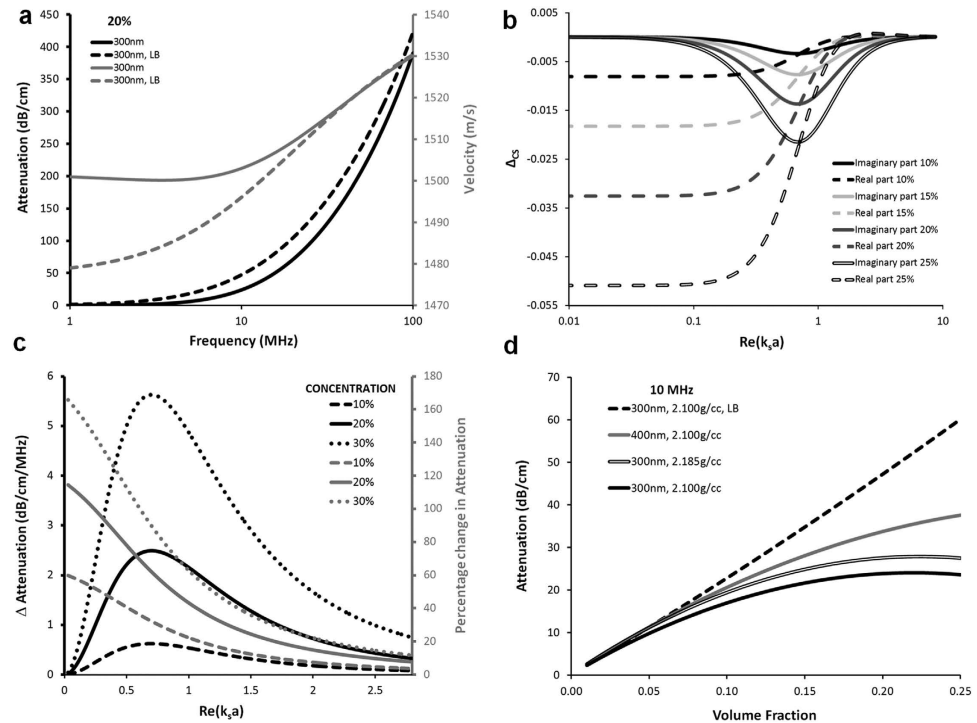 a
20%
300nm
300nm, LB
300nm
300nm, LB
Attenuation (dB/cm)
450
400
350
300
250
200
150
100
50
0
1540
1530
1520
1510
1500
1490
1480
1470
Velocity (m/s)
1
10
100
Frequency (MHz)
b
0.005
-0.005
-0.015
-0.025
-0.035
-0.045
-0.055
ΔCS
Imaginary part 10%
Real part 10%
Imaginary part 15%
Real part 15%
Imaginary part 20%
Real part 20%
Imaginary part 25%
Real part 25%
0.01
0.1
1
10
Re(ksa)
c
CONCENTRATION
10%
20%
30%
10%
20%
30%
Δ Attenuation (dB/cm/MHz)
6
5
4
3
2
1
0
180
160
140
120
100
80
60
40
20
0
Percentage change in Attenuation
0
0.5
1
1.5
2
2.5
Re(ksa)
d
10 MHz
300nm, 2.100g/cc, LB
400nm, 2.100g/cc
300nm, 2.185g/cc
300nm, 2.100g/cc
Attenuation (dB/cm)
70
60
50
40
30
20
10
0
0.00
0.05
0.10
0.15
0.20
0.25
Volume Fraction